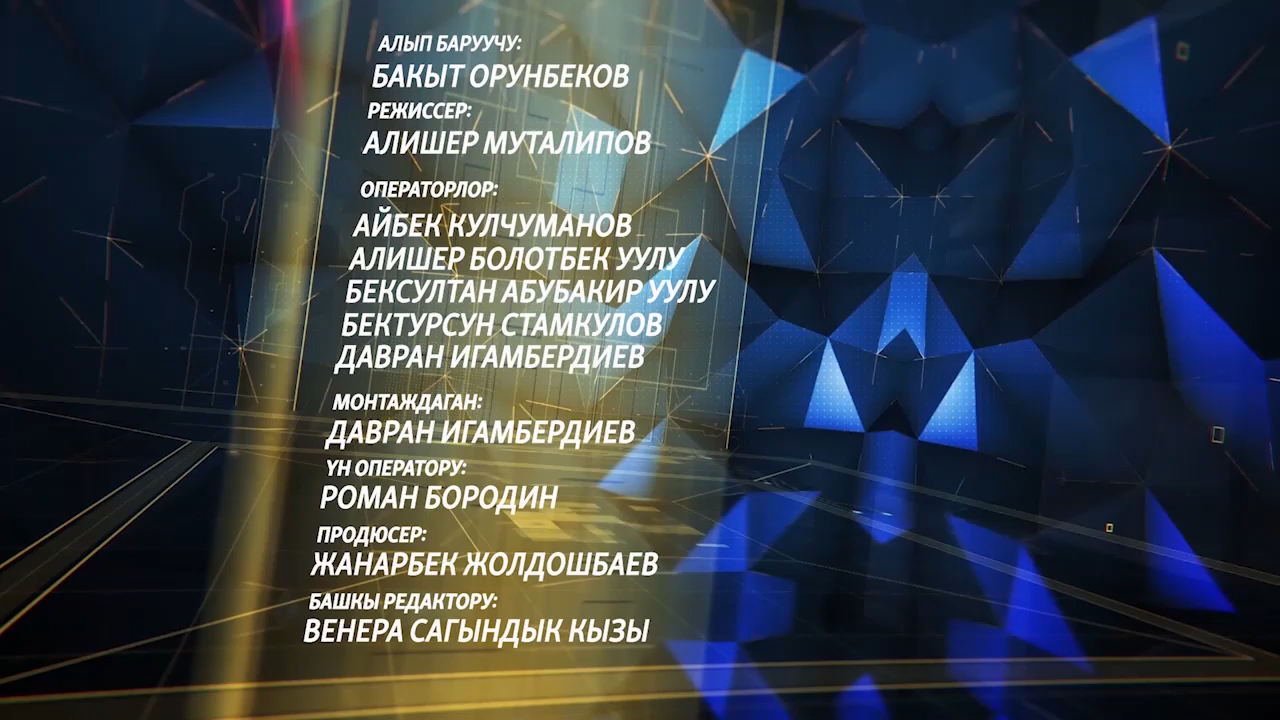 АЛЫП БАРУУЧУ:
БАКЫТ ОРУНБЕКОВ
РЕЖИССЕР:
АЛИШЕР МУТАЛИПОВ
ОПЕРАТОРЛОР:
АЙБЕК КУЛЧУМАНОВ
АЛИШЕР БОЛОТБЕК УУЛУ
БЕКСУЛТАН АБУБАКИР УУЛУ
БЕКТУРСУН СТАМКУЛОВ
ДАВРАН ИГАМБЕРДИЕВ
МОНТАЖДАГАН:
ДАВРАН ИГАМБЕРДИЕВ
ҮН ОПЕРАТОРУ:
РОМАН БОРОДИН
ПРОДЮСЕР:
ЖАНАРБЕК ЖОЛДОШБАЕВ
БАШКЫ РЕДАКТОРУ:
ВЕНЕРА САГЫНДЫК КЫЗЫ